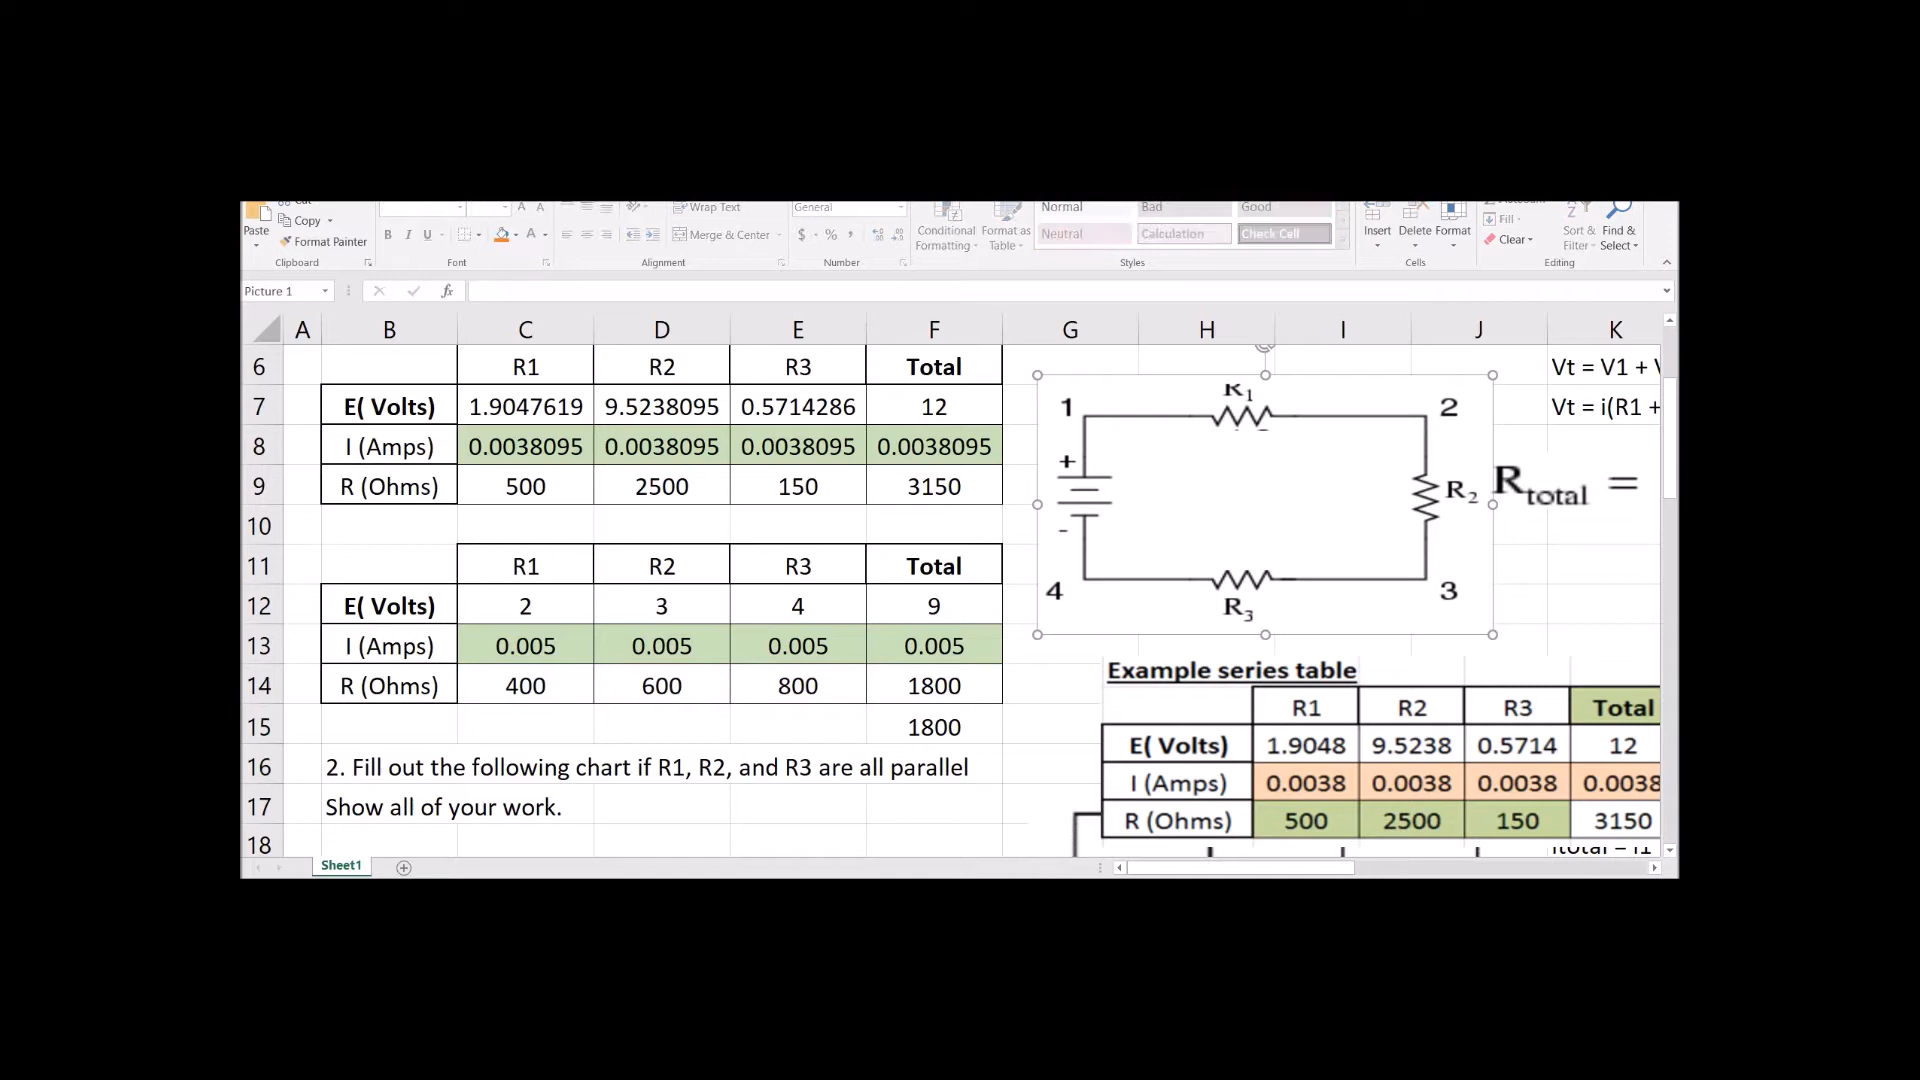 Cut
Paste
Copy
Format Painter
Clipboard
B I U
A A
A
Font
Wrap Text
Merge & Center
Alignment
General
$ % ,
Number
Conditional Formatting
Format as Table
Normal Bad Good
Neutral Calculation Check Cell
Styles
Insert Delete Format
Cells
Fill
Clear
Sort & Filter
Find & Select
Editing
Picture 1
fx
A B C D E F G H I J K
6 R1 R2 R3 Total
7 E( Volts) 1.9047619 9.5238095 0.5714286 12
8 I (Amps) 0.0038095 0.0038095 0.0038095 0.0038095
9 R (Ohms) 500 2500 150 3150
10
11 R1 R2 R3 Total
12 E( Volts) 2 3 4 9
13 I (Amps) 0.005 0.005 0.005 0.005
14 R (Ohms) 400 600 800 1800
15 1800
16 2. Fill out the following chart if R1, R2, and R3 are all parallel
17 Show all of your work.
18
Vt = V1 +
Vt = i(R1 +
R1
1 2
+
R2
-
4 3
R3
Rtotal =
Example series table
R1 R2 R3 Total
E( Volts) 1.9048 9.5238 0.5714 12
I (Amps) 0.0038 0.0038 0.0038 0.0038
R (Ohms) 500 2500 150 3150
Sheet1